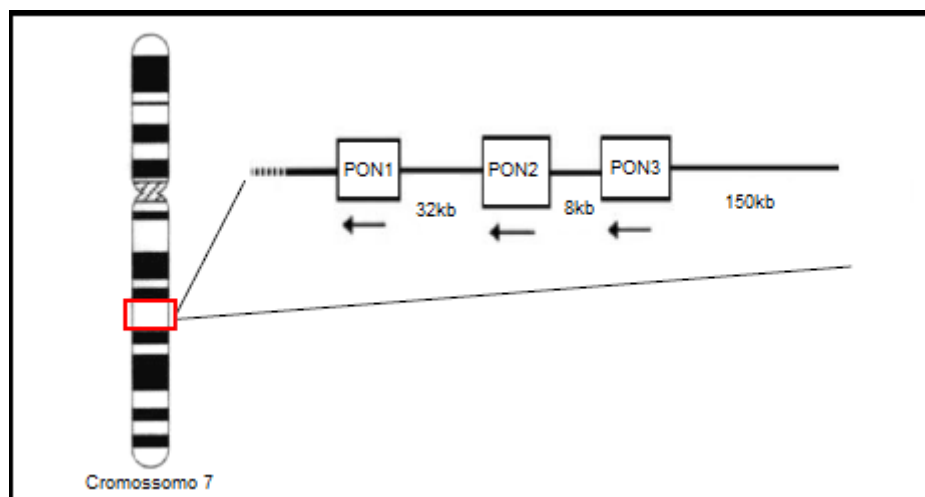 PON1
PON2
PON3
32kb
8kb
150kb
Cromossomo 7